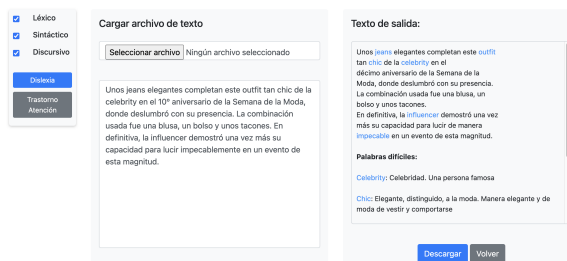 Léxico
Sintáctico
Discursivo
Dislexia
Trastorno
Atención
Cargar archivo de texto
Seleccionar archivo Ningún archivo seleccionado
Unos jeans elegantes completan este outfit tan chic de la
celebrity en el 10º aniversario de la Semana de la Moda,
donde deslumbró con su presencia. La combinación
usada fue una blusa, un bolso y unos tacones. En
definitiva, la influencer demostró una vez más su
capacidad para lucir impecablemente en un evento de
esta magnitud.
Texto de salida:
Unos jeans elegantes completan este outfit
tan chic de la celebrity en el
décimo aniversario de la Semana de la
Moda, donde deslumbró con su presencia.
La combinación usada fue una blusa, un
bolso y unos tacones.
En definitiva, la influencer demostró una vez
más su capacidad para lucir de manera
impecable en un evento de esta magnitud.
Palabras difíciles:
Celebrity: Celebridad. Una persona famosa
Chic: Elegante, distinguido, a la moda. Manera elegante y de
moda de vestir y comportarse
Descargar Volver